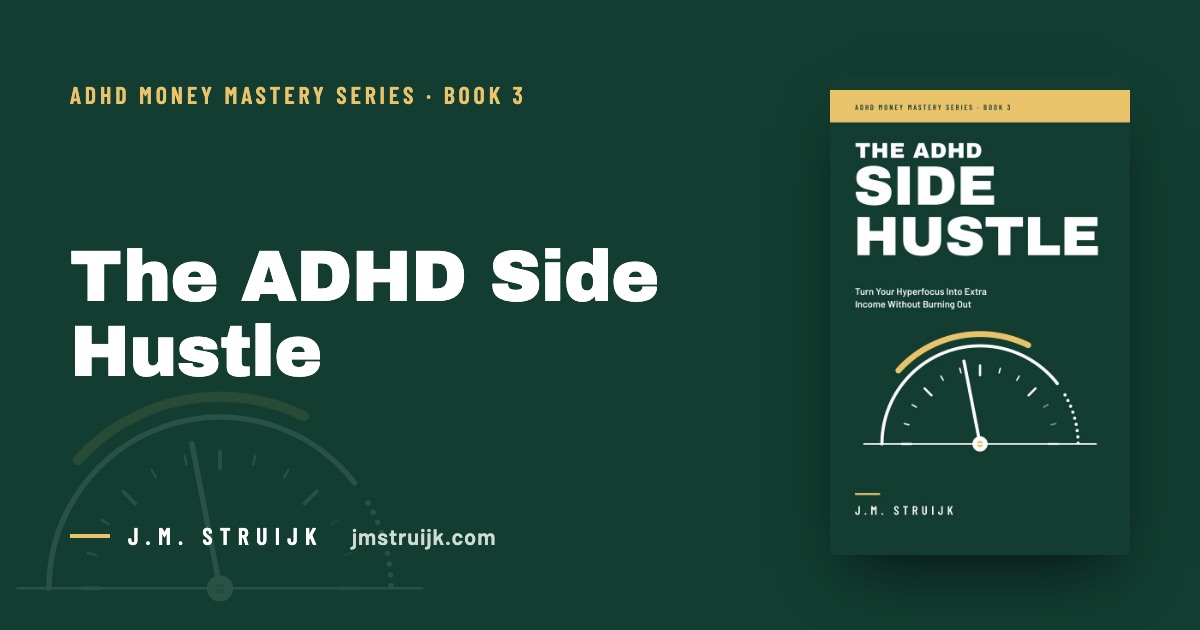 ADHD MONEY MASTERY SERIES · BOOK 3
The ADHD Side
Hustle
J.M. STRUIJK jmstruijk.com
ADHD MONEY MASTERY SERIES · BOOK 3
THE ADHD
SIDE
HUSTLE
Turn Your Hyperfocus Into Extra
Income Without Burning Out
J.M. STRUIJK